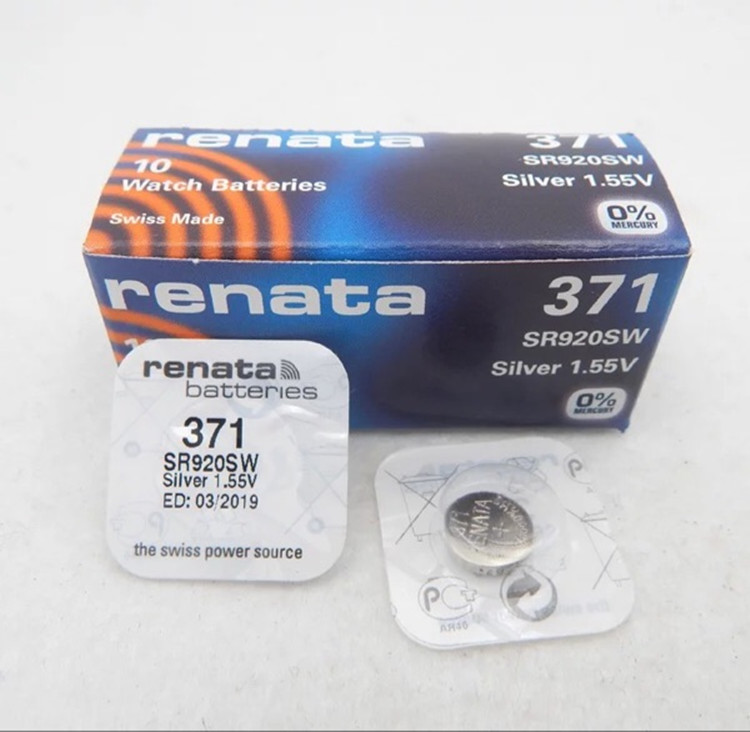 renata
371
10
Watch Batteries
SR920SW
Silver 1.55V
Swiss Made
0%
MERCURY
renata
371
SR920SW
Silver 1.55V
0%
MERCURY
renata
batteries
371
SR920SW
Silver 1.55V
ED: 03/2019
the swiss power source
371
RENATA
+